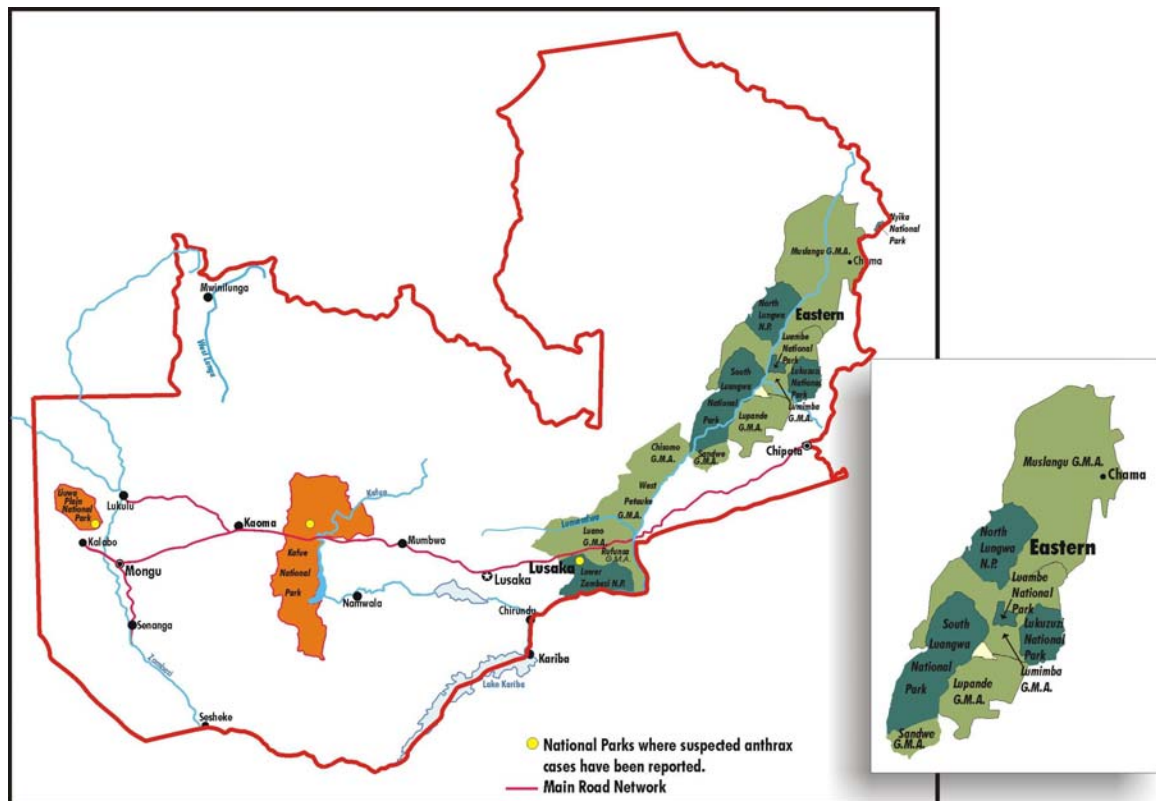 Nyika
National
Park
Muslangu G.M.A.
Chama
North
Lungwa
N.P.
Eastern
Luambe
National
Park
South
Luangwa
National
Park
Lukuzuzi
National
Park
Lumimba
G.M.A.
Lupande
G.M.A.
Sandwe
G.M.A.
Chisomo
G.M.A.
Chipata
West
Petauke
G.M.A.
Mwinilunga
West Lunga
Liuwa
Plain
National
Park
Lukulu
Kalabo
Mongu
Senanga
Zambezi
Sesheke
Kaoma
Kafue
National
Park
Kafue
Mumbwa
Namwala
Luano
G.M.A.
Rufunsa
G.M.A.
Lusaka
Lower
Zambesi N.P.
Lusaka
Chirundu
Kariba
Lake Kariba
National Parks where suspected anthrax
cases have been reported.
Main Road Network
Muslangu G.M.A.
Chama
North
Lungwa
N.P.
Eastern
Luambe
National
Park
South
Luangwa
National
Park
Lukuzuzi
National
Park
Lumimba
G.M.A.
Lupande
G.M.A.
Sandwe
G.M.A.